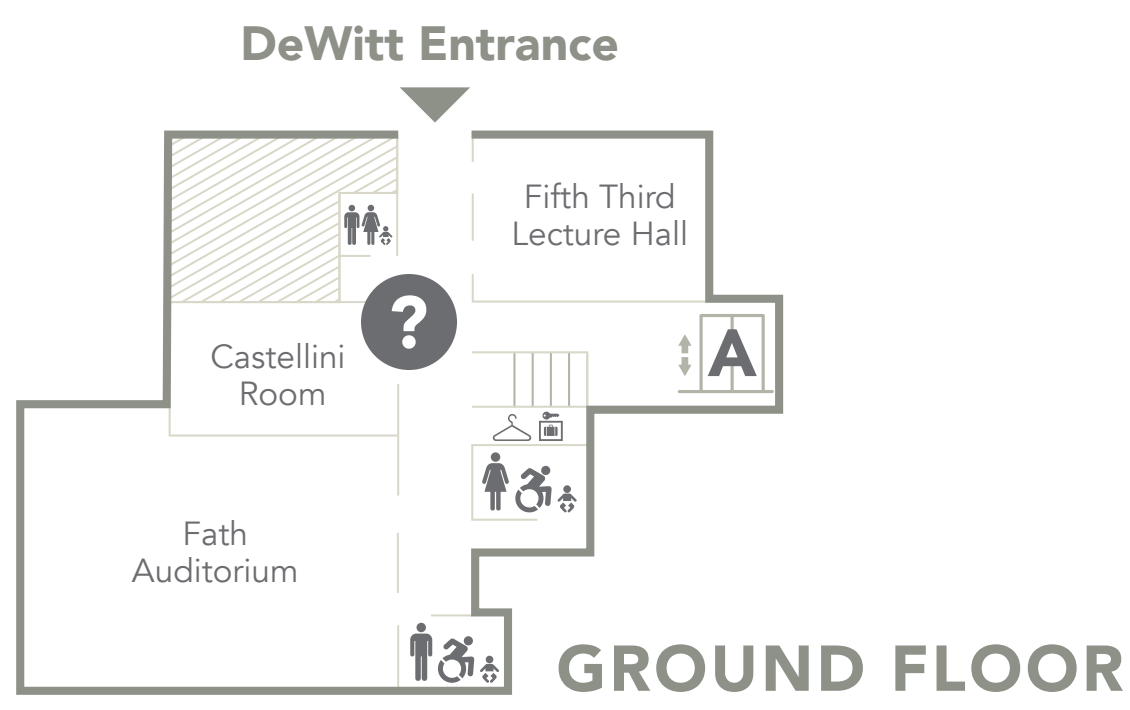 DeWitt Entrance
Fifth Third
Lecture Hall
?
A
Castellini
Room
Fath
Auditorium
GROUND FLOOR